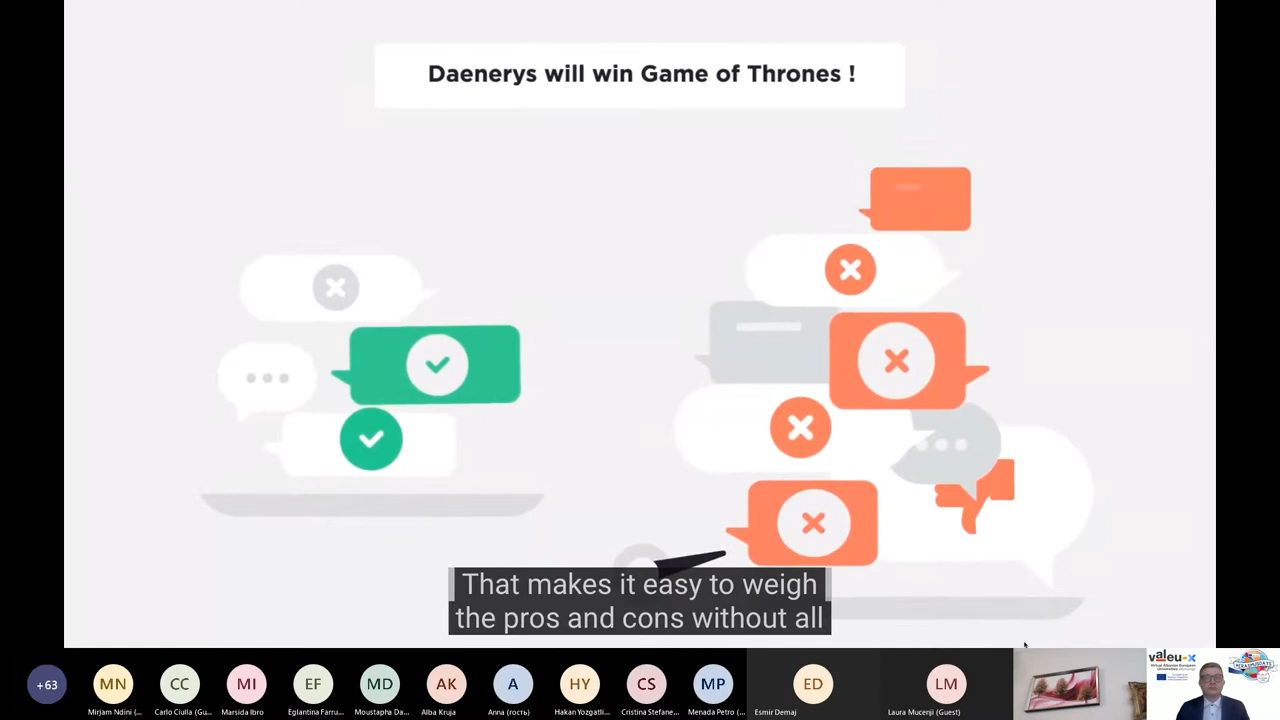 Daenerys will win Game of Thrones !
That makes it easy to weigh
the pros and cons without all
+63
MN
CC
MI
EF
MD
AK
A
HY
CS
MP
ED
LM
Mirjam Ndini (...
Carlo Ciulla (Gu...
Marsida Ibro
Eglantina Farru...
Moustapha Da...
Alba Kruja
Anna (гость)
Hakan Yozgatli...
Cristina Stefane...
Menada Petro (...
Esmir Demaj
Laura Mucenji (Guest)
valeu-x